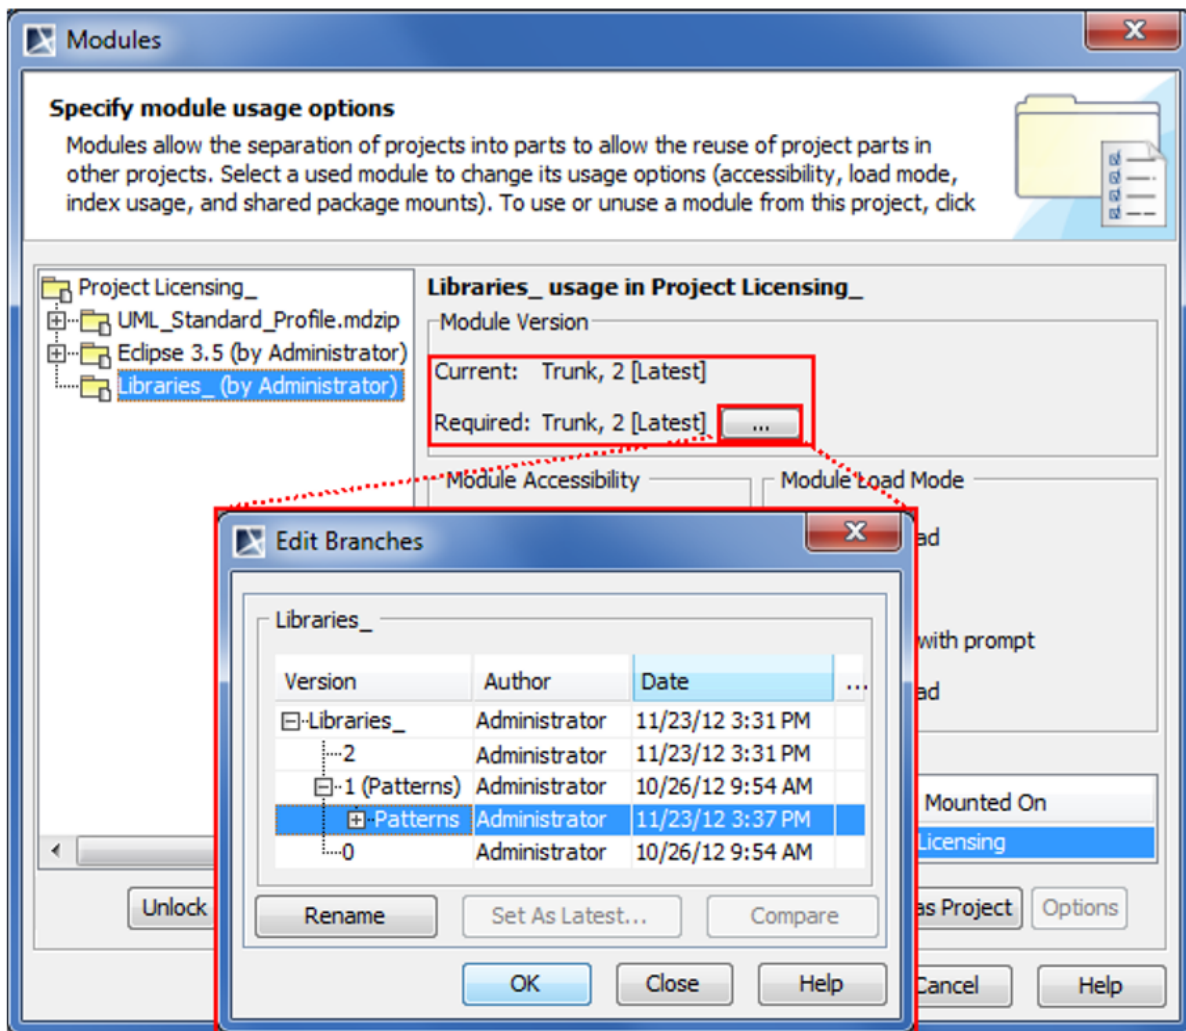 Modules
Specify module usage options
Modules allow the separation of projects into parts to allow the reuse of project parts in
other projects. Select a used module to change its usage options (accessibility, load mode,
index usage, and shared package mounts). To use or unuse a module from this project, click
Project Licensing_
UML_Standard_Profile.mdzip
Eclipse 3.5 (by Administrator)
Libraries_ (by Administrator)
Libraries_ usage in Project Licensing_
Module Version
Current: Trunk, 2 [Latest]
Required: Trunk, 2 [Latest] ...
Module Accessibility
Module Load Mode
ad
with prompt
ad
Mounted On
Licensing
Unlock
as Project
Options
Cancel
Help
Edit Branches
Libraries_
Version Author Date ...
Libraries_ Administrator 11/23/12 3:31 PM
2 Administrator 11/23/12 3:31 PM
1 (Patterns) Administrator 10/26/12 9:54 AM
Patterns Administrator 11/23/12 3:37 PM
0 Administrator 10/26/12 9:54 AM
Rename
Set As Latest...
Compare
OK
Close
Help